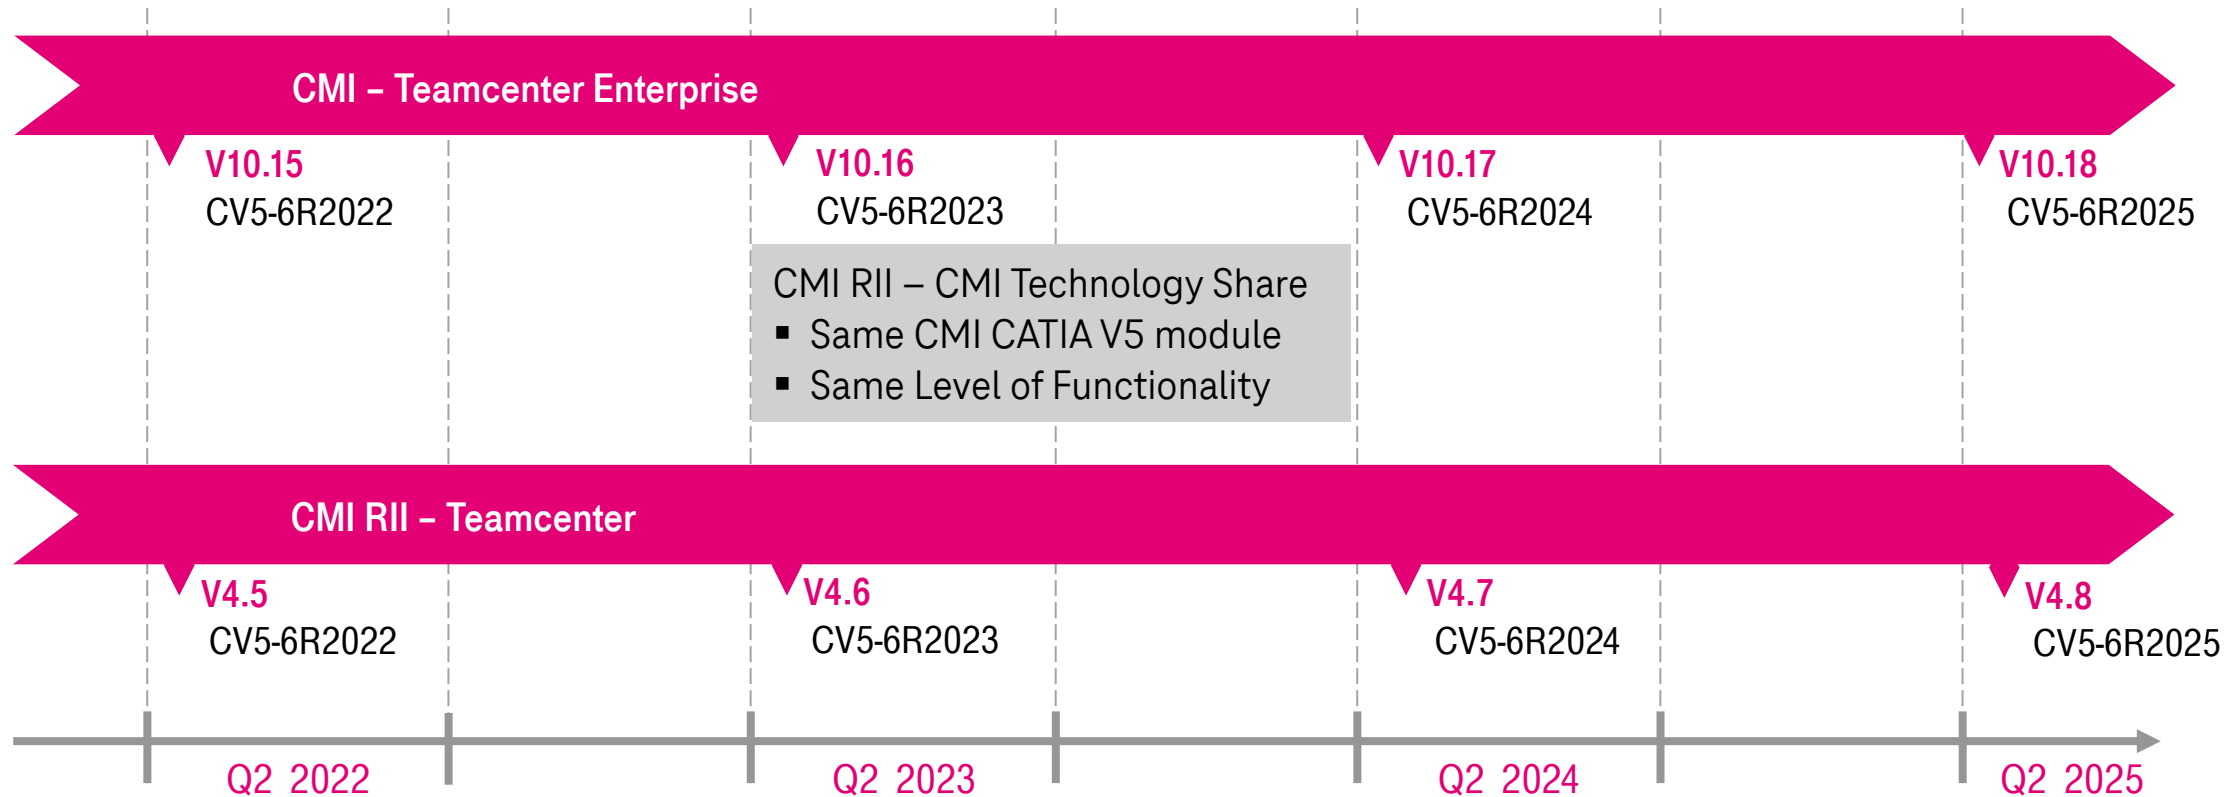 CMI – Teamcenter Enterprise
V10.15
CV5-6R2022
V10.16
CV5-6R2023
V10.17
CV5-6R2024
V10.18
CV5-6R2025
CMI RII – CMI Technology Share
▪ Same CMI CATIA V5 module
▪ Same Level of Functionality
CMI RII – Teamcenter
V4.5
CV5-6R2022
V4.6
CV5-6R2023
V4.7
CV5-6R2024
V4.8
CV5-6R2025
Q2 2022
Q2 2023
Q2 2024
Q2 2025